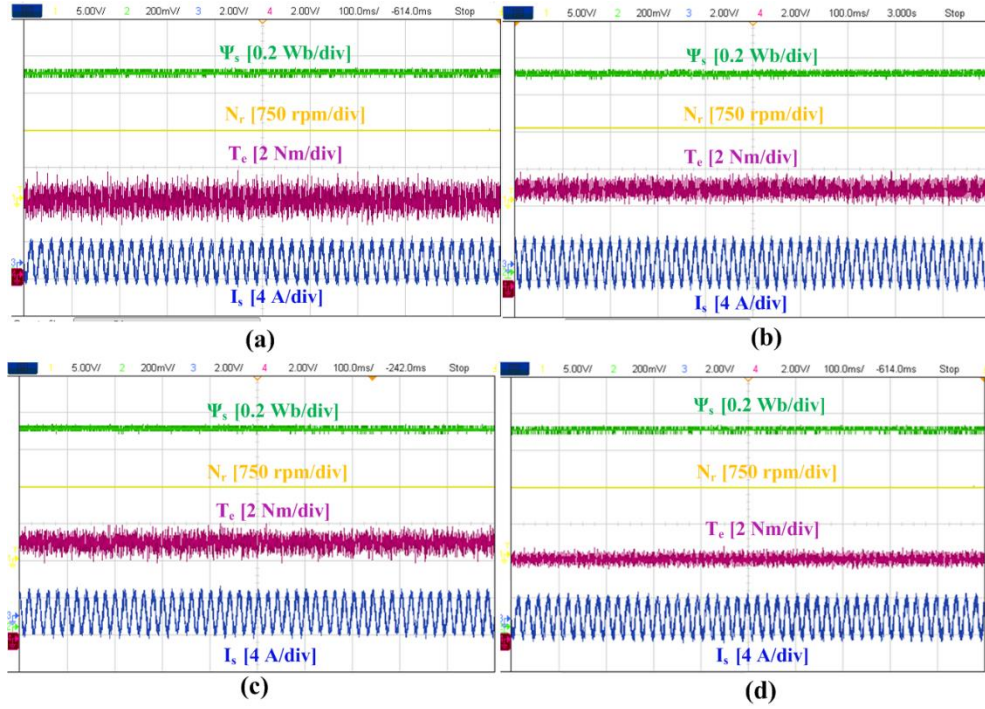 1 5.00V/ 2 200mV/ 3 2.00V/ 4 2.00V/ 100.0ms/ -614.0ms Stop
Ψs [0.2 Wb/div]
Nr [750 rpm/div]
Te [2 Nm/div]
Is [4 A/div]
(a)
1 5.00V/ 2 200mV/ 3 2.00V/ 4 2.00V/ 100.0ms/ 3.000s Stop
Ψs [0.2 Wb/div]
Nr [750 rpm/div]
Te [2 Nm/div]
Is [4 A/div]
(b)
1 5.00V/ 2 200mV/ 3 2.00V/ 4 2.00V/ 100.0ms/ -242.0ms Stop
Ψs [0.2 Wb/div]
Nr [750 rpm/div]
Te [2 Nm/div]
Is [4 A/div]
(c)
1 5.00V/ 2 200mV/ 3 2.00V/ 4 2.00V/ 100.0ms/ -614.0ms Stop
Ψs [0.2 Wb/div]
Nr [750 rpm/div]
Te [2 Nm/div]
Is [4 A/div]
(d)